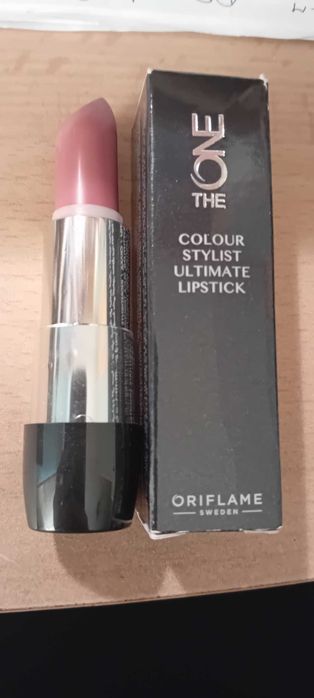 THE ONE
COLOUR
STYLIST
ULTIMATE
LIPSTICK
ORIFLAME
SWEDEN